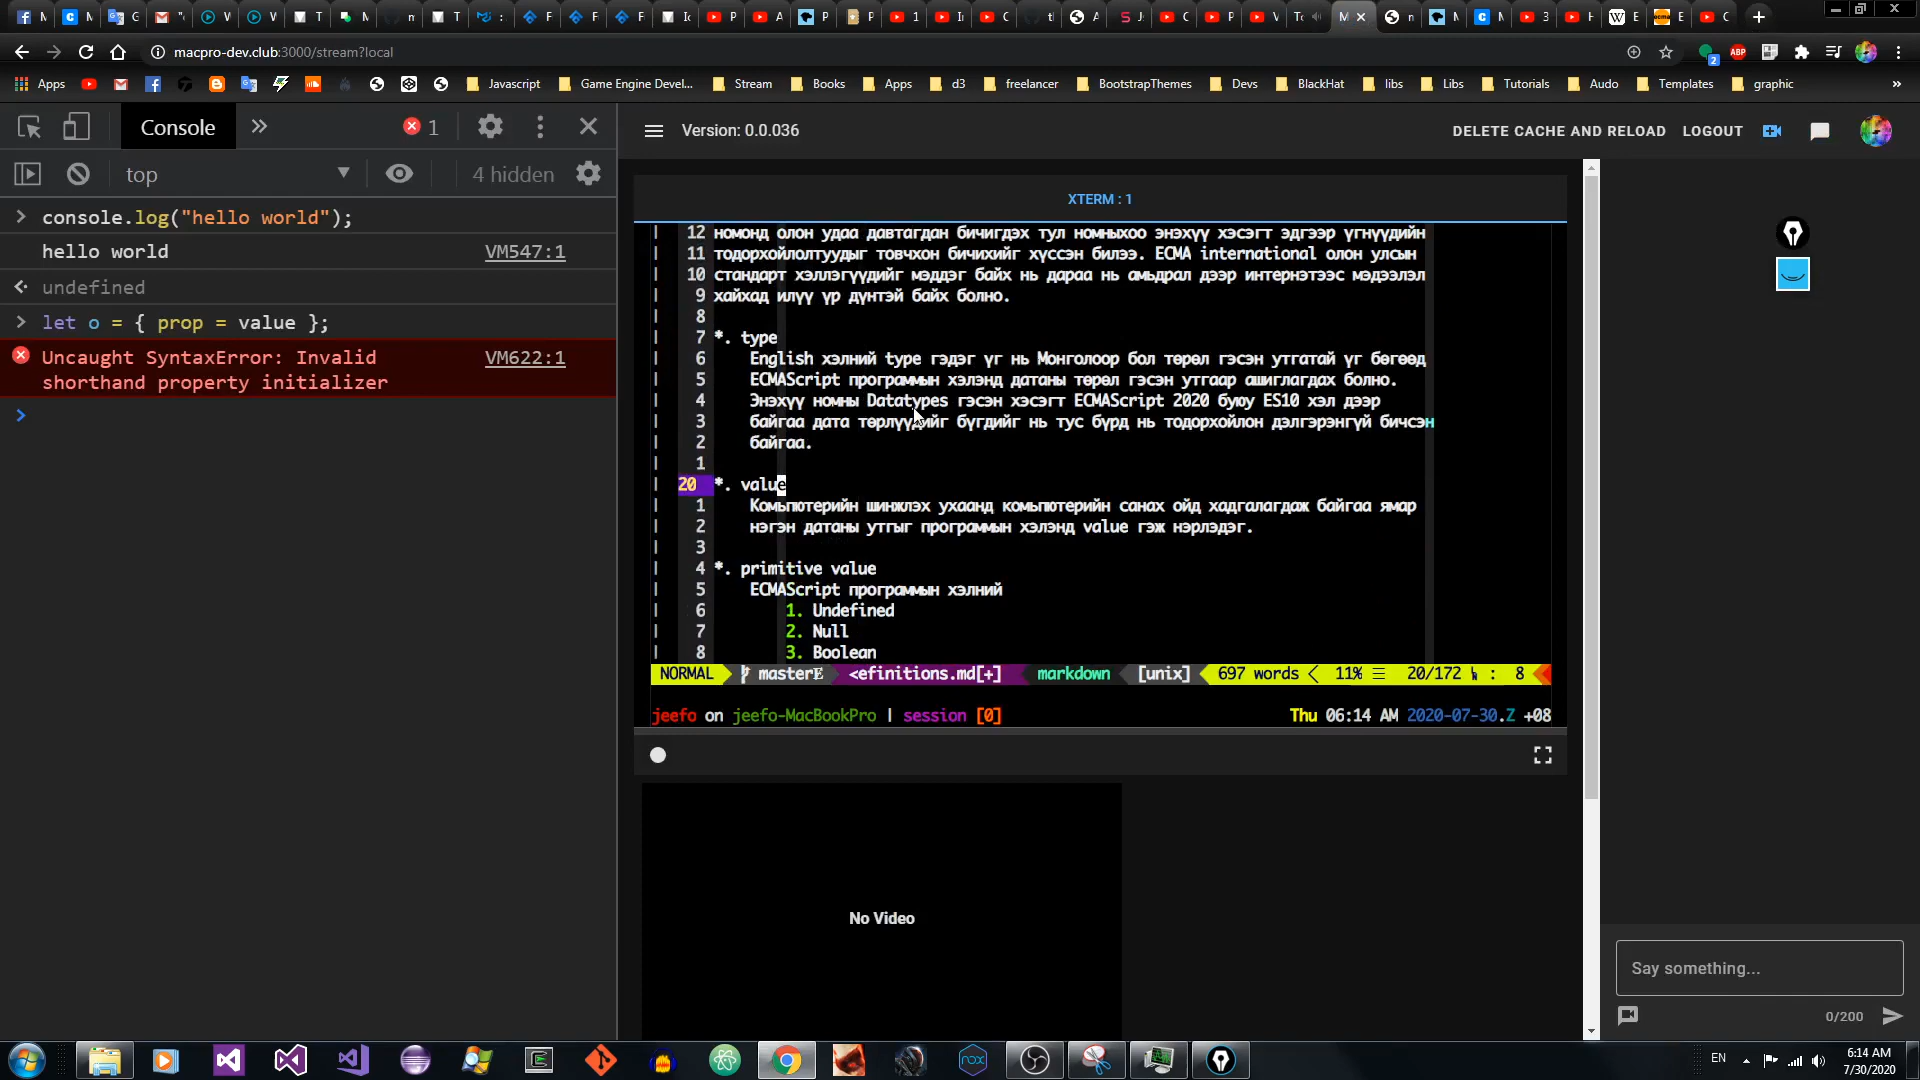 macpro-dev.club:3000/stream?local
Apps
Javascript
Game Engine Devel...
Stream
Books
Apps
d3
freelancer
BootstrapThemes
Devs
BlackHat
libs
Libs
Tutorials
Audo
Templates
graphic
»
Console
1
top
4 hidden
console.log("hello world");
hello world VM547:1
undefined
let o = { prop = value };
Uncaught SyntaxError: Invalid VM622:1
shorthand property initializer
Version: 0.0.036
DELETE CACHE AND RELOAD
LOGOUT
XTERM : 1
12 номонд олон удаа давтагдан бичигдэх тул номныхоо энэхүү хэсэгт эдгээр үгнүүдийн
11 тодорхойлолтуудыг товчхон бичихийг хүссэн билээ. ECMA international олон улсын
10 стандарт хэллэгүүдийг мэддэг байх нь дараа нь амьдрал дээр интернэтээс мэдээлэл
9 хайхад илүү үр дүнтэй байх болно.
8
7 *. type
6 English хэлний type гэдэг үг нь Монголоор бол төрөл гэсэн утгатай үг бөгөөд
5 ECMAScript программын хэлэнд датаны төрөл гэсэн утгаар ашиглагдах болно.
4 Энэхүү номны Datatypes гэсэн хэсэгт ECMAScript 2020 буюу ES10 хэл дээр
3 байгаа дата төрлүүдийг бүгдийг нь тус бүрд нь тодорхойлон дэлгэрэнгүй бичсэн
2 байгаа.
1
20 *. value
1 Компютерийн шинжлэх ухаанд компютерийн санах ойд хадгалагдаж байгаа ямар
2 нэгэн датаны утгыг программын хэлэнд value гэж нэрлэдэг.
3
4 *. primitive value
5 ECMAScript программын хэлний
6 1. Undefined
7 2. Null
8 3. Boolean
NORMAL master <efinitions.md[+] markdown [unix] 697 words 11% 20/172 : 8
jeefo on jeefo-MacBookPro | session [0] Thu 06:14 AM 2020-07-30.Z +08
No Video
Say something...
0/200
EN
6:14 AM
7/30/2020